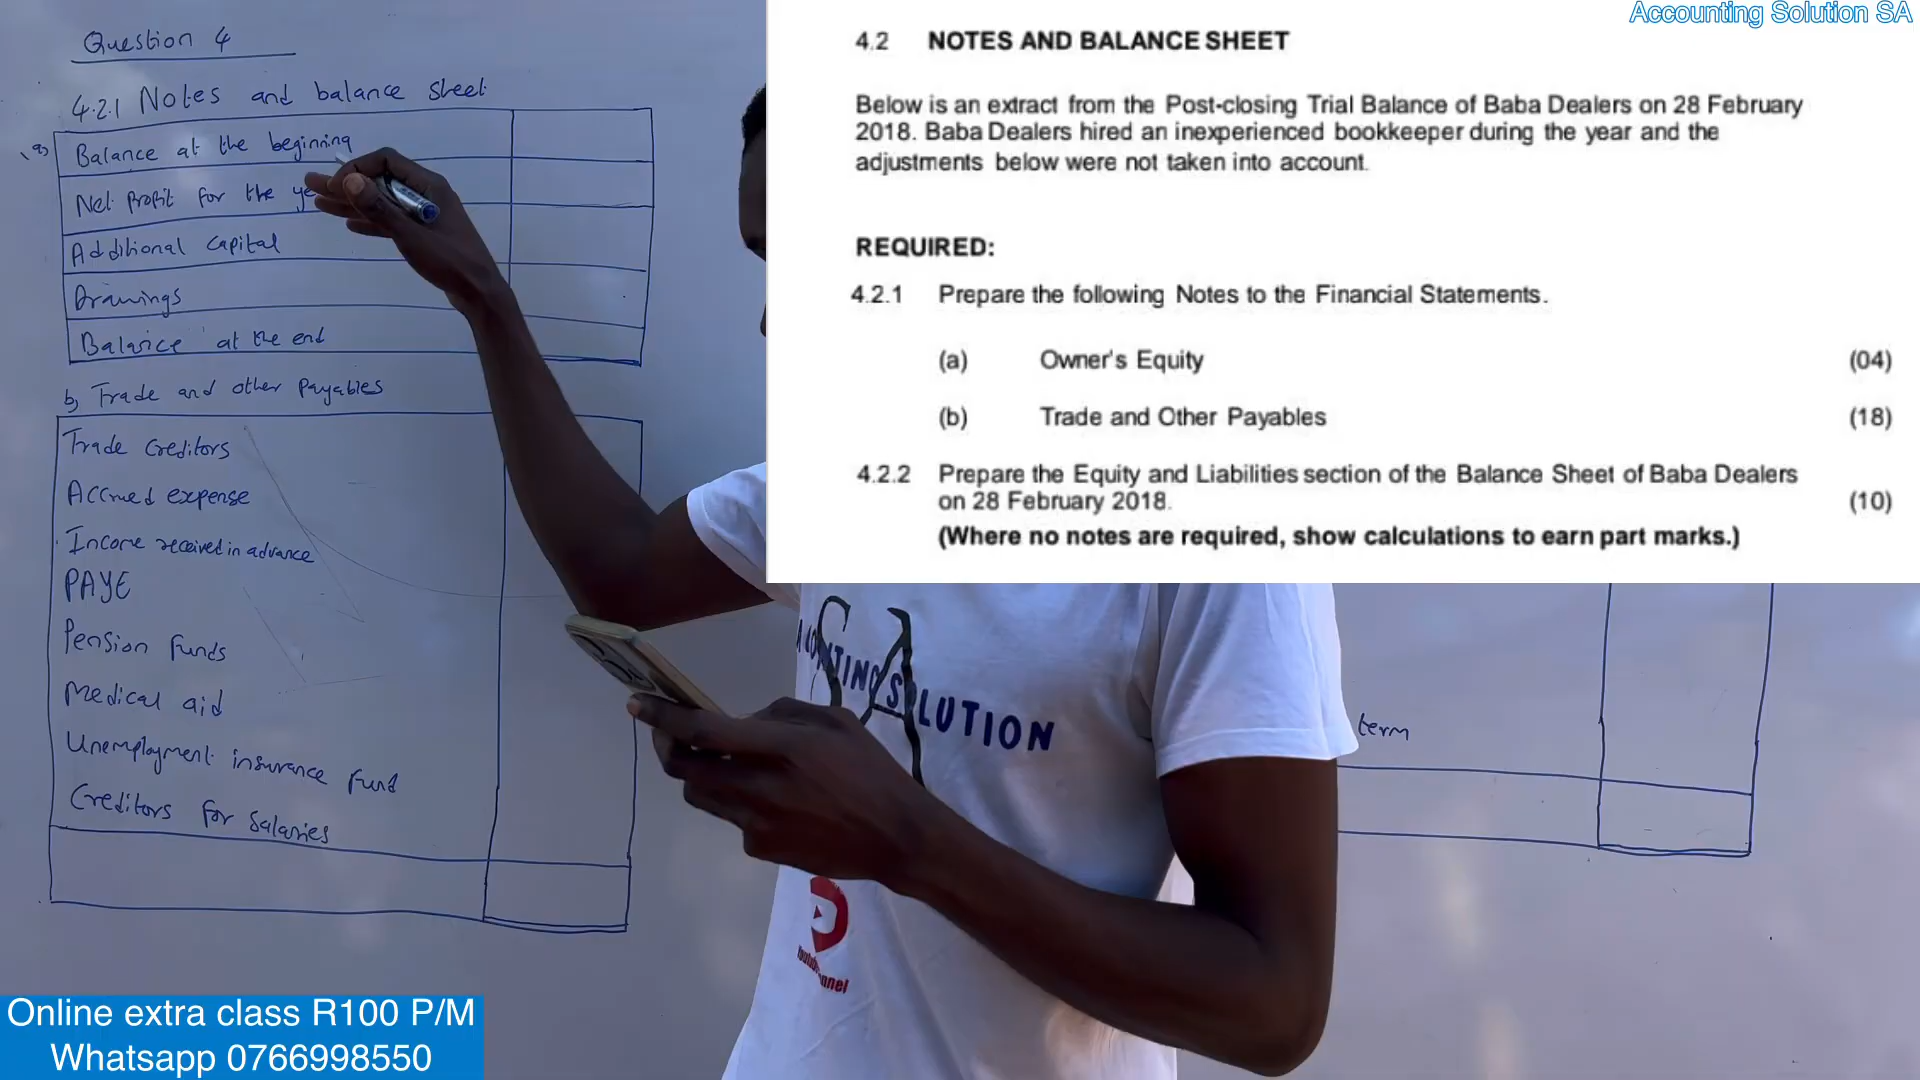 Question 4
4.2.1 Notes and balance sheet
a)
Balance at the beginning
Net profit for the ye
Additional Capital
Drawings
Balance at the end
b) Trade and other Payables
Trade Creditors
Accrued expense
Income received in advance
PAYE
Pension funds
Medical aid
Unemployment insurance fund
Creditors for Salaries
Accounting Solution SA
4.2 NOTES AND BALANCE SHEET
Below is an extract from the Post-closing Trial Balance of Baba Dealers on 28 February
2018. Baba Dealers hired an inexperienced bookkeeper during the year and the
adjustments below were not taken into account.
REQUIRED:
4.2.1 Prepare the following Notes to the Financial Statements.
(a) Owner's Equity (04)
(b) Trade and Other Payables (18)
4.2.2 Prepare the Equity and Liabilities section of the Balance Sheet of Baba Dealers
on 28 February 2018. (10)
(Where no notes are required, show calculations to earn part marks.)
SA
LUTION
term
Online extra class R100 P/M
Whatsapp 0766998550